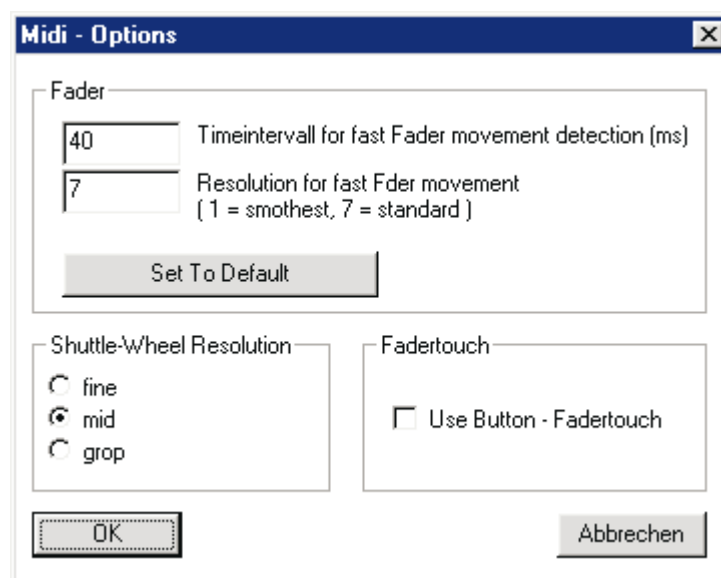 Midi - Options
Fader
40
Timeintervall for fast Fader movement detection (ms)
7
Resolution for fast Fder movement
( 1 = smothest, 7 = standard )
Set To Default
Shuttle-Wheel Resolution
fine
mid
grop
Fadertouch
Use Button - Fadertouch
OK
Abbrechen